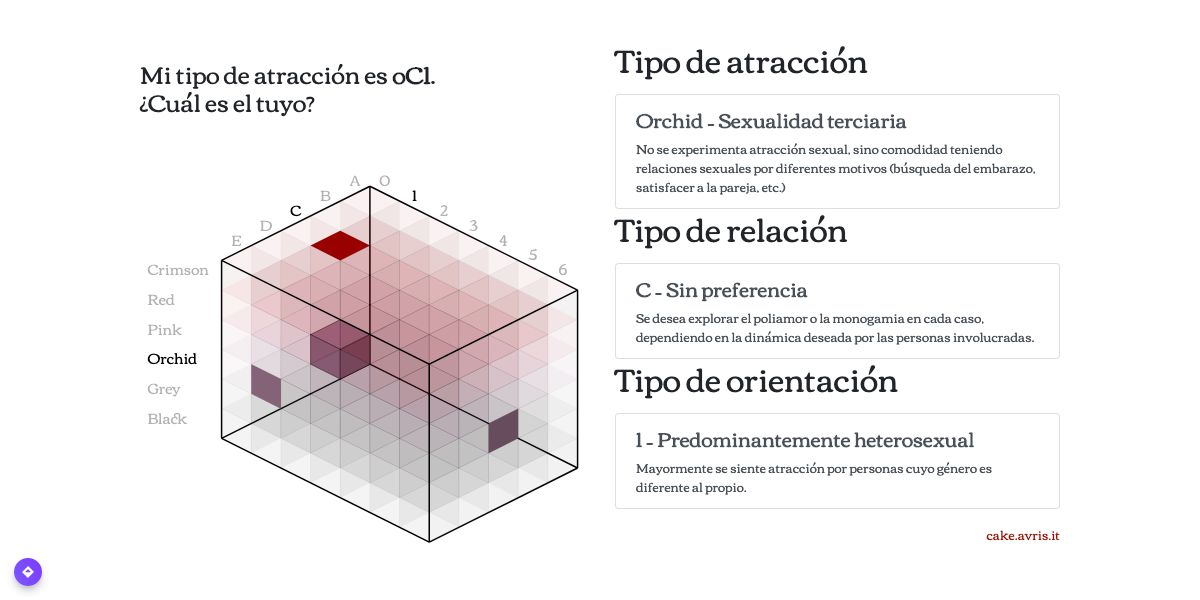 Mi tipo de atracción es oC1.
¿Cuál es el tuyo?
A
B
C
D
E
0
1
2
3
4
5
6
Crimson
Red
Pink
Orchid
Grey
Black
Tipo de atracción
Orchid - Sexualidad terciaria
No se experimenta atracción sexual, sino comodidad teniendo
relaciones sexuales por diferentes motivos (búsqueda del embarazo,
satisfacer a la pareja, etc.)
Tipo de relación
C - Sin preferencia
Se desea explorar el poliamor o la monogamia en cada caso,
dependiendo en la dinámica deseada por las personas involucradas.
Tipo de orientación
1 - Predominantemente heterosexual
Mayormente se siente atracción por personas cuyo género es
diferente al propio.
cake.avris.it